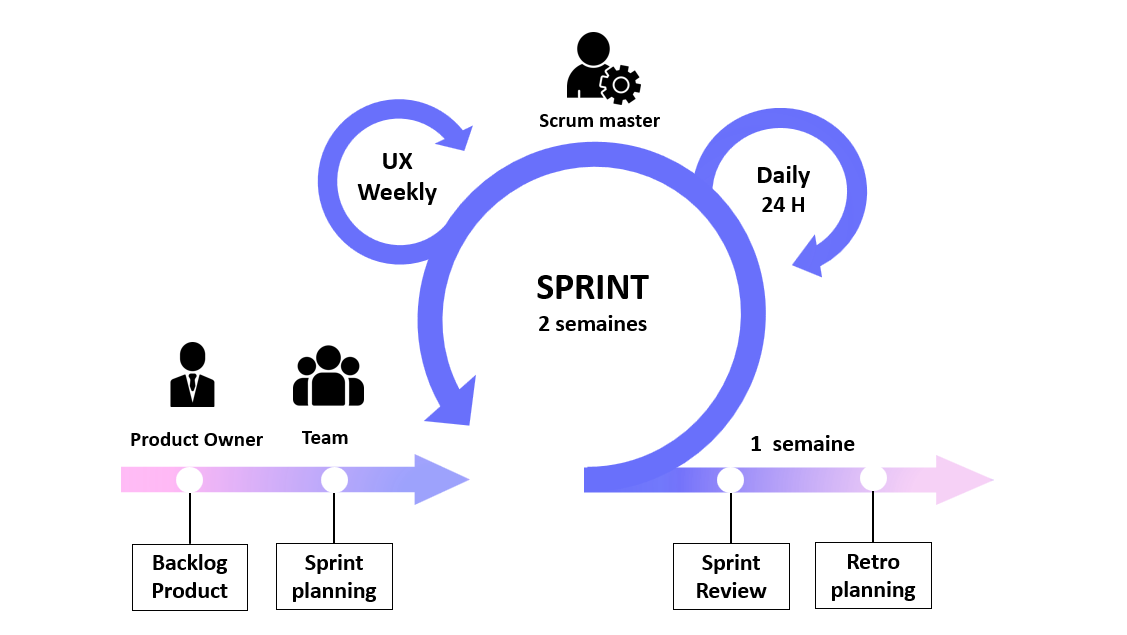 Scrum master
UX
Weekly
Daily
24 H
SPRINT
2 semaines
Product Owner
Team
1 semaine
Backlog
Product
Sprint
planning
Sprint
Review
Retro
planning